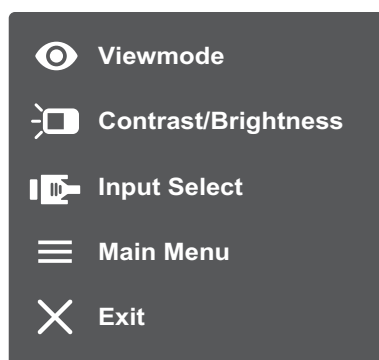 Viewmode
Contrast/Brightness
Input Select
Main Menu
Exit